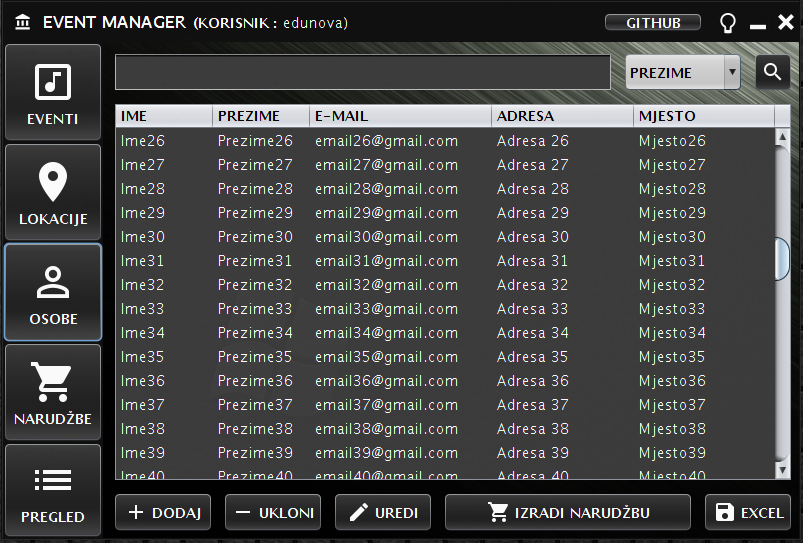 EVENT MANAGER (KORISNIK : edunova) GITHUB
EVENTI
LOKACIJE
OSOBE
NARUDŽBE
PREGLED
PREZIME
IME PREZIME E-MAIL ADRESA MJESTO
Ime26 Prezime26 email26@gmail.com Adresa 26 Mjesto26
Ime27 Prezime27 email27@gmail.com Adresa 27 Mjesto27
Ime28 Prezime28 email28@gmail.com Adresa 28 Mjesto28
Ime29 Prezime29 email29@gmail.com Adresa 29 Mjesto29
Ime30 Prezime30 email30@gmail.com Adresa 30 Mjesto30
Ime31 Prezime31 email31@gmail.com Adresa 31 Mjesto31
Ime32 Prezime32 email32@gmail.com Adresa 32 Mjesto32
Ime33 Prezime33 email33@gmail.com Adresa 33 Mjesto33
Ime34 Prezime34 email34@gmail.com Adresa 34 Mjesto34
Ime35 Prezime35 email35@gmail.com Adresa 35 Mjesto35
Ime36 Prezime36 email36@gmail.com Adresa 36 Mjesto36
Ime37 Prezime37 email37@gmail.com Adresa 37 Mjesto37
Ime38 Prezime38 email38@gmail.com Adresa 38 Mjesto38
Ime39 Prezime39 email39@gmail.com Adresa 39 Mjesto39
Ime40 Prezime40 email40@gmail.com Adresa 40 Mjesto40
DODAJ UKLONI UREDI IZRADI NARUDŽBU EXCEL